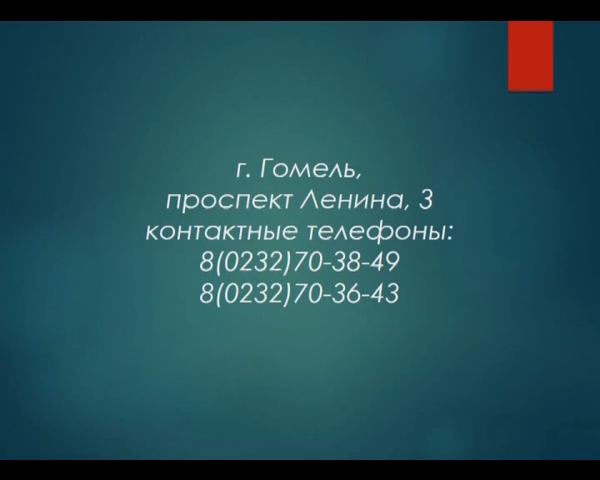 г. Гомель,
проспект Ленина, 3
контактные телефоны:
8(0232)70-38-49
8(0232)70-36-43